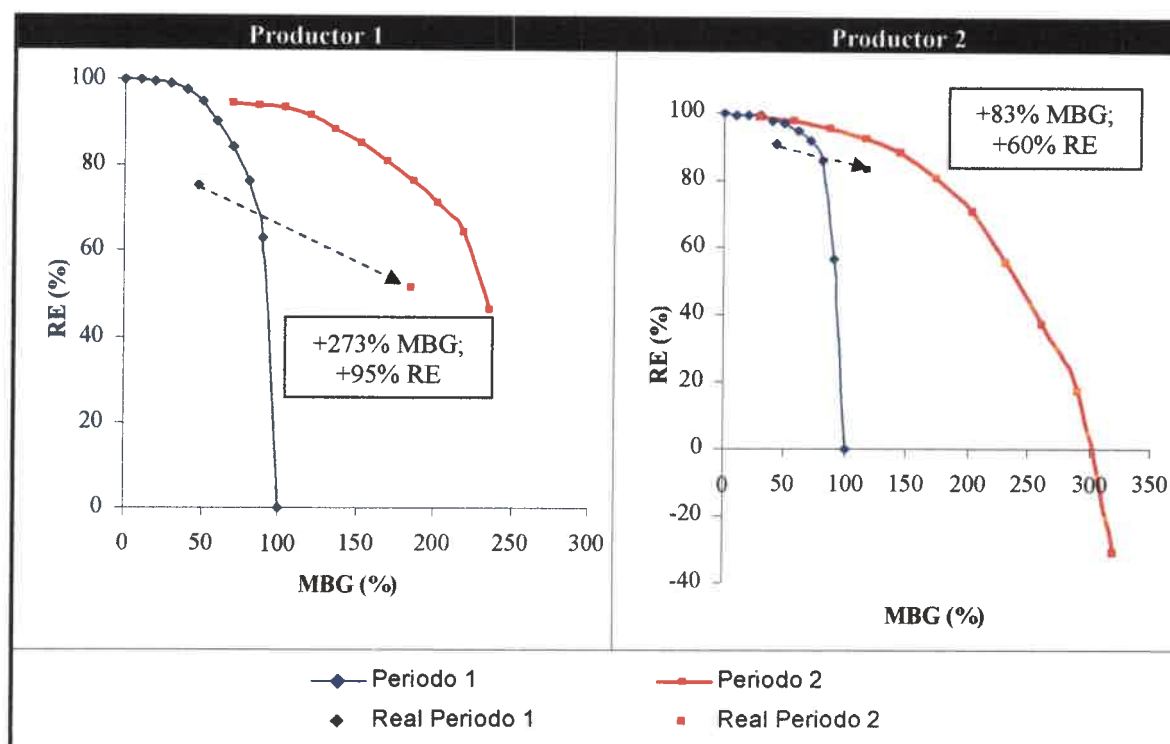 Productor 1
RE (%)
100
80
60
40
20
0
0 50 100 150 200 250 300
MBG (%)
+273% MBG;
+95% RE
Productor 2
RE (%)
100
80
60
40
20
0
-20
-40
0 50 100 150 200 250 300 350
MBG (%)
+83% MBG;
+60% RE
Periodo 1
Periodo 2
Real Periodo 1
Real Periodo 2